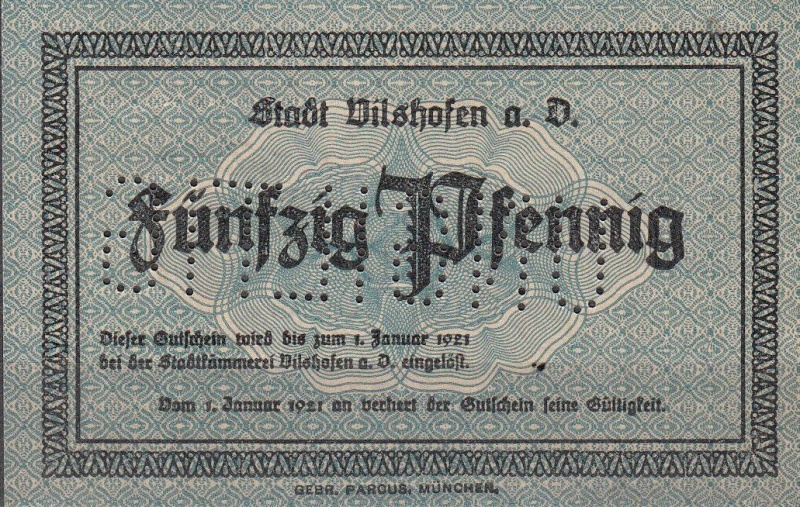 Stadt Vilshofen a. D.
Fünfzig Pfennig
Dieser Gutschein wird bis zum 1. Januar 1921
bei der Stadtkämmerei Vilshofen a. D. eingelöst.
Vom 1. Januar 1921 an verliert der Gutschein seine Gültigkeit.
GEBR. PARCUS, MÜNCHEN.